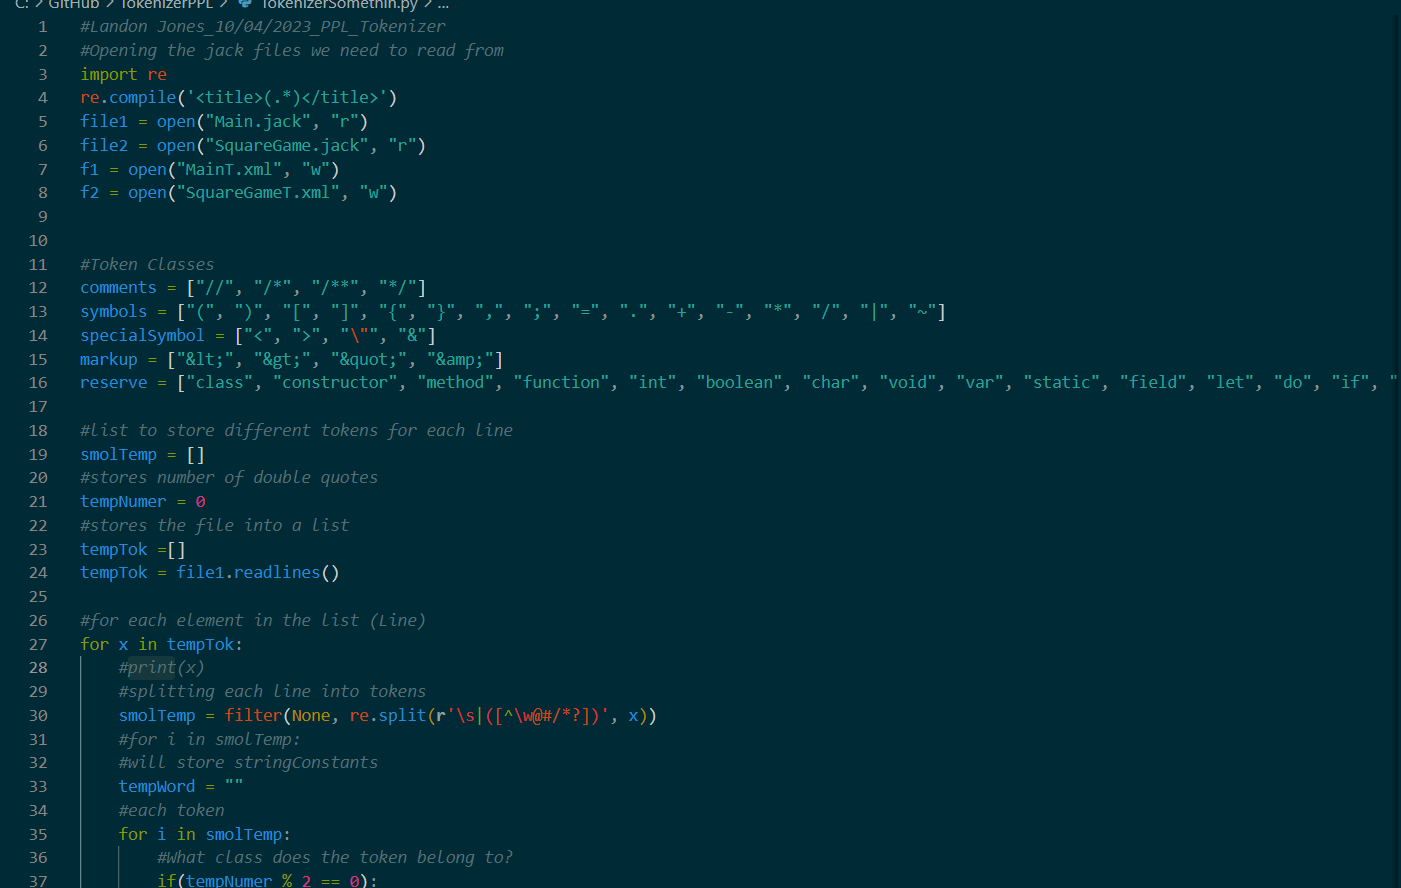 C: > GitHub > TokenizerPPL > TokenizerSomethin.py > ...
1 #Landon Jones_10/04/2023_PPL_Tokenizer
2 #Opening the jack files we need to read from
3 import re
4 re.compile('<title>(.*)</title>')
5 file1 = open("Main.jack", "r")
6 file2 = open("SquareGame.jack", "r")
7 f1 = open("MainT.xml", "w")
8 f2 = open("SquareGameT.xml", "w")
9
10
11 #Token Classes
12 comments = ["//", "/*", "/**", "*/"]
13 symbols = ["(", ")", "[", "]", "{", "}", ",", ";", "=", ".", "+", "-", "*", "/", "|", "~"]
14 specialSymbol = ["<", ">", "\"", "&"]
15 markup = ["&lt;", "&gt;", "&quot;", "&amp;"]
16 reserve = ["class", "constructor", "method", "function", "int", "boolean", "char", "void", "var", "static", "field", "let", "do", "if", "
17
18 #list to store different tokens for each line
19 smolTemp = []
20 #stores number of double quotes
21 tempNumer = 0
22 #stores the file into a list
23 tempTok =[]
24 tempTok = file1.readlines()
25
26 #for each element in the list (Line)
27 for x in tempTok:
28 #print(x)
29 #splitting each line into tokens
30 smolTemp = filter(None, re.split(r'\s|([^\w@#/*?])', x))
31 #for i in smolTemp:
32 #will store stringConstants
33 tempWord = ""
34 #each token
35 for i in smolTemp:
36 #What class does the token belong to?
37 if(tempNumer % 2 == 0):